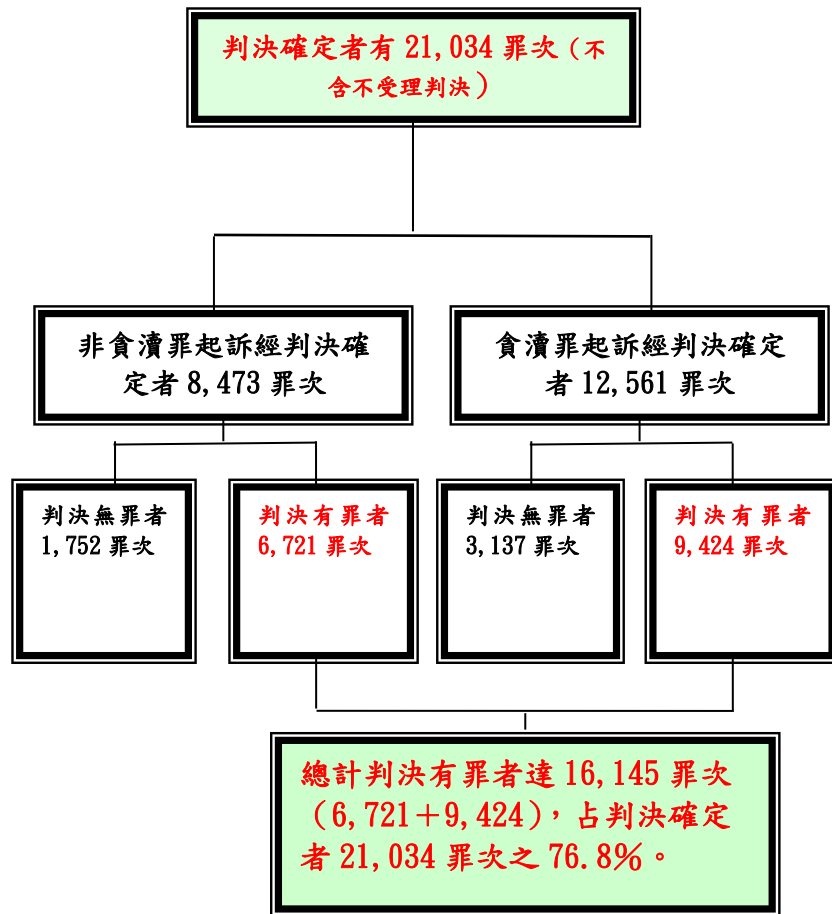 判決確定者有 21,034 罪次（不
含不受理判決）
非貪瀆罪起訴經判決確
定者 8,473 罪次
貪瀆罪起訴經判決確定
者 12,561 罪次
判決無罪者
1,752 罪次
判決有罪者
6,721 罪次
判決無罪者
3,137 罪次
判決有罪者
9,424 罪次
總計判決有罪者達 16,145 罪次
（6,721＋9,424），占判決確定
者 21,034 罪次之 76.8％。